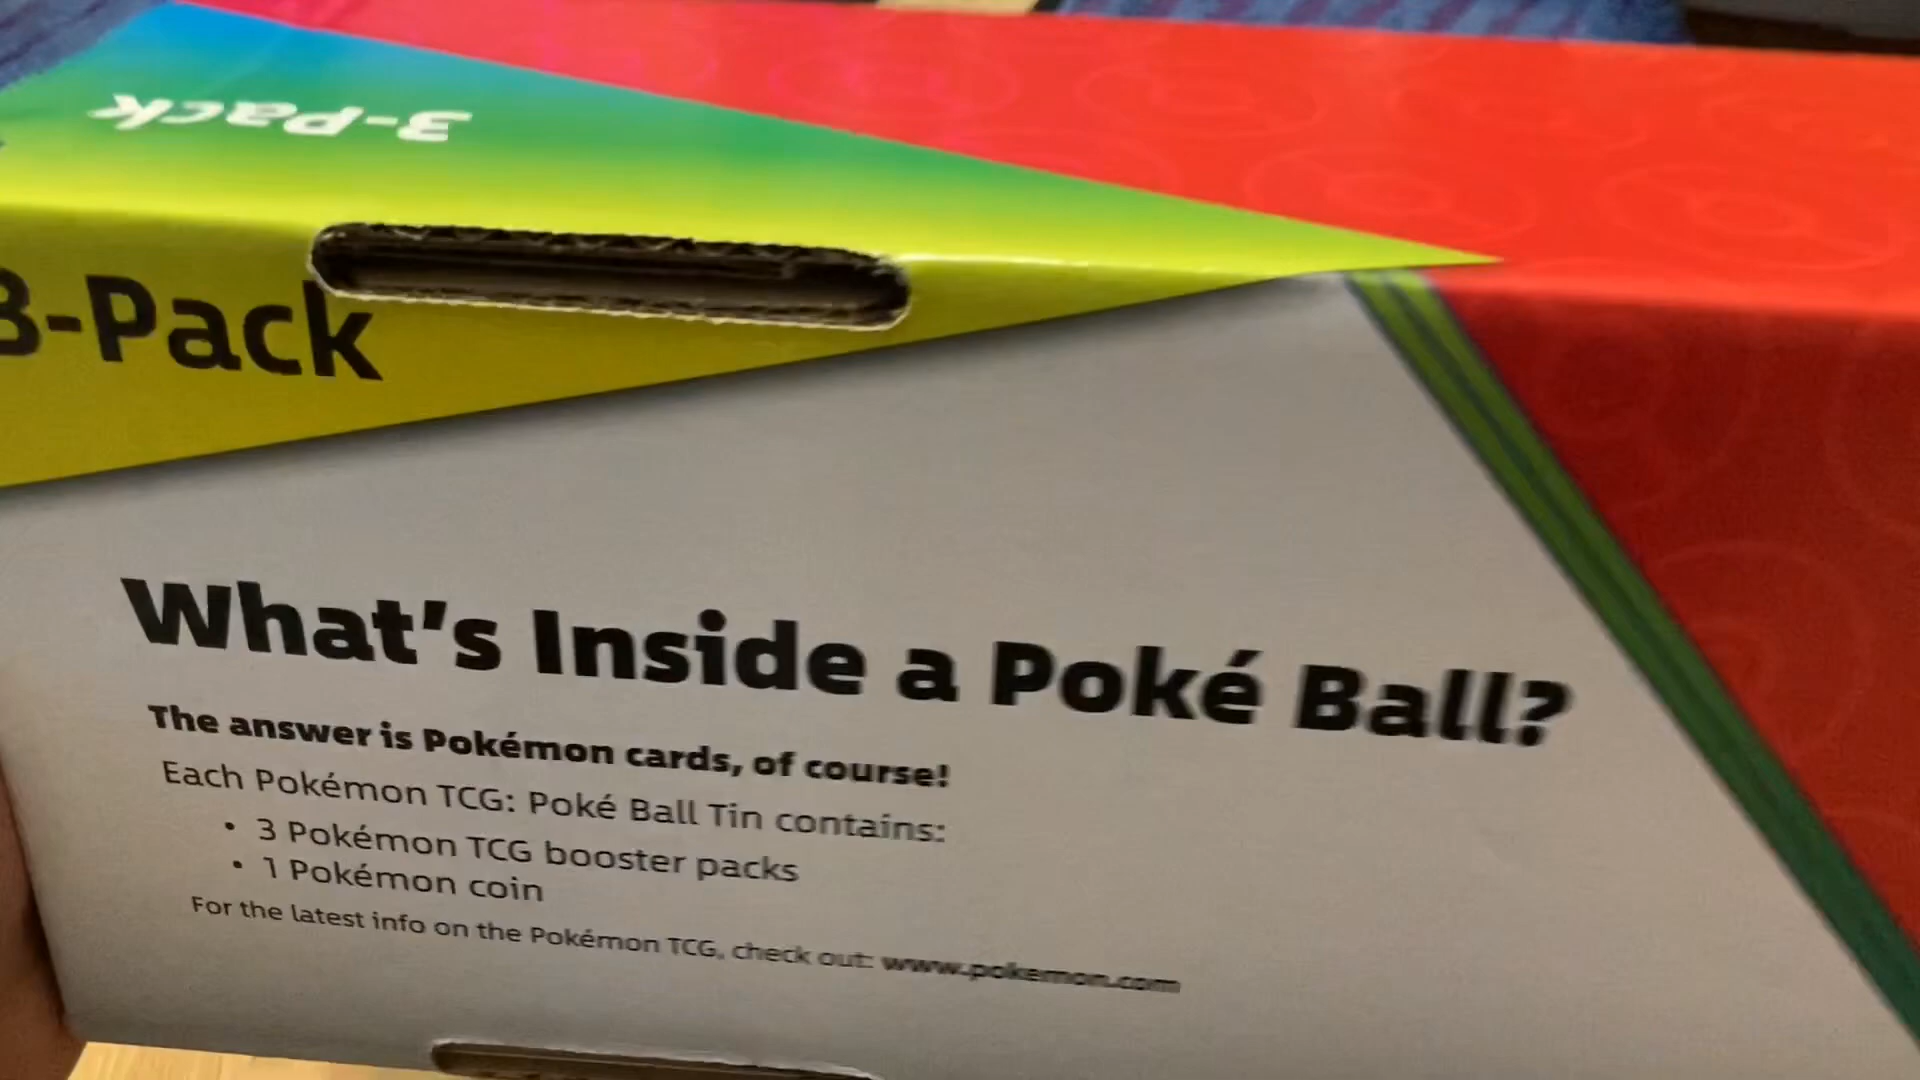 3-Pack
3-Pack
What's Inside a Poké Ball?
The answer is Pokémon cards, of course!
Each Pokémon TCG: Poké Ball Tin contains:
• 3 Pokémon TCG booster packs
• 1 Pokémon coin
For the latest info on the Pokémon TCG, check out: www.pokemon.com